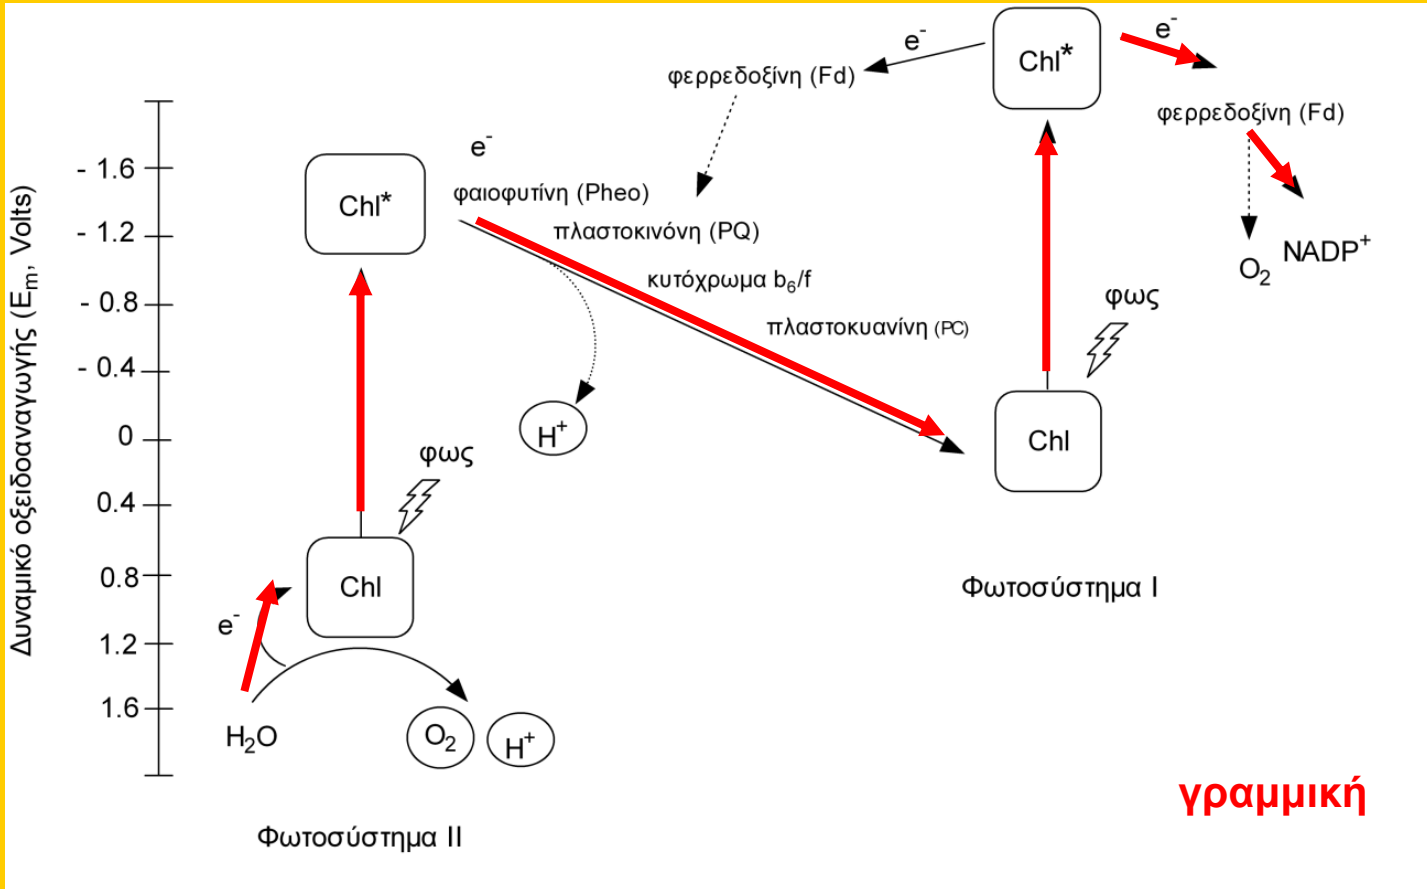 Δυναμικό οξειδοαναγωγής (Em, Volts)
- 1.6
- 1.2
- 0.8
- 0.4
0
0.4
0.8
1.2
1.6
Chl*
e-
φαιοφυτίνη (Pheo)
πλαστοκινόνη (PQ)
κυτόχρωμα b6/f
πλαστοκυανίνη (PC)
H+
φως
Chl
e-
H2O
O2
H+
Φωτοσύστημα II
φερρεδοξίνη (Fd)
e-
Chl*
e-
φερρεδοξίνη (Fd)
O2
NADP+
φως
Chl
Φωτοσύστημα I
γραμμική